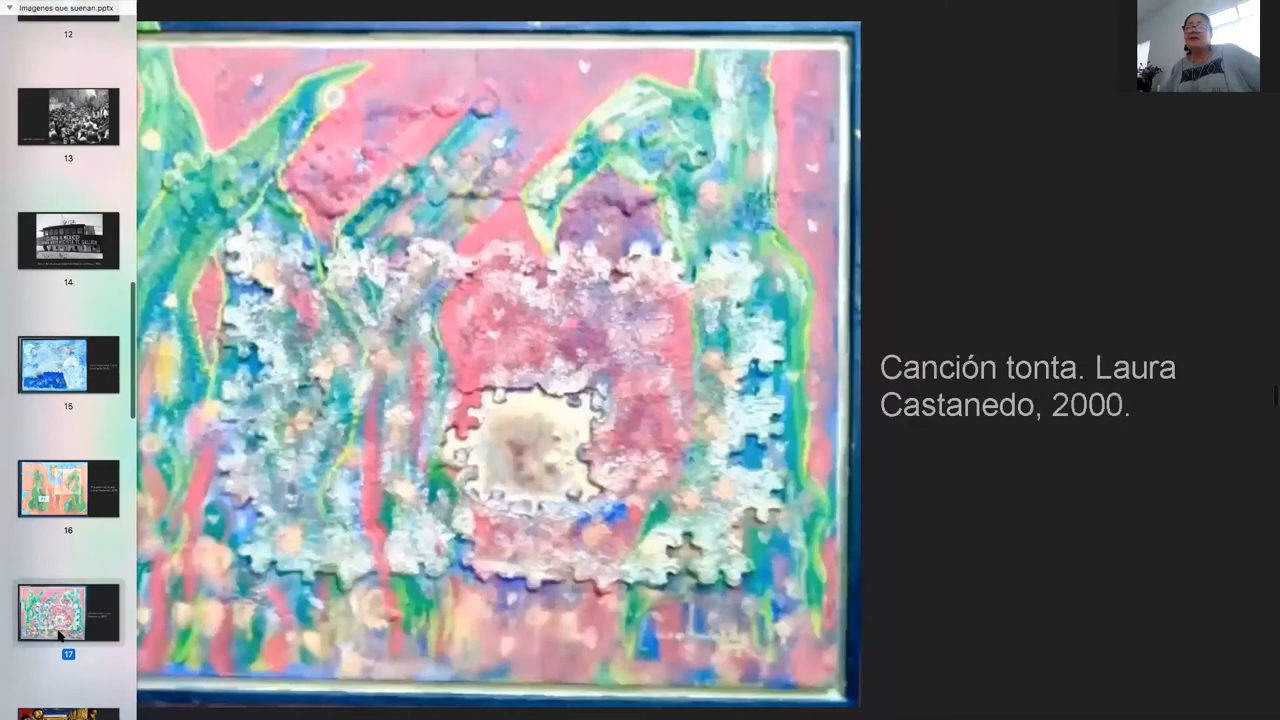 Imagenes que suenan.pptx
12
13
14
15
16
17
Canción tonta. Laura
Castanedo, 2000.